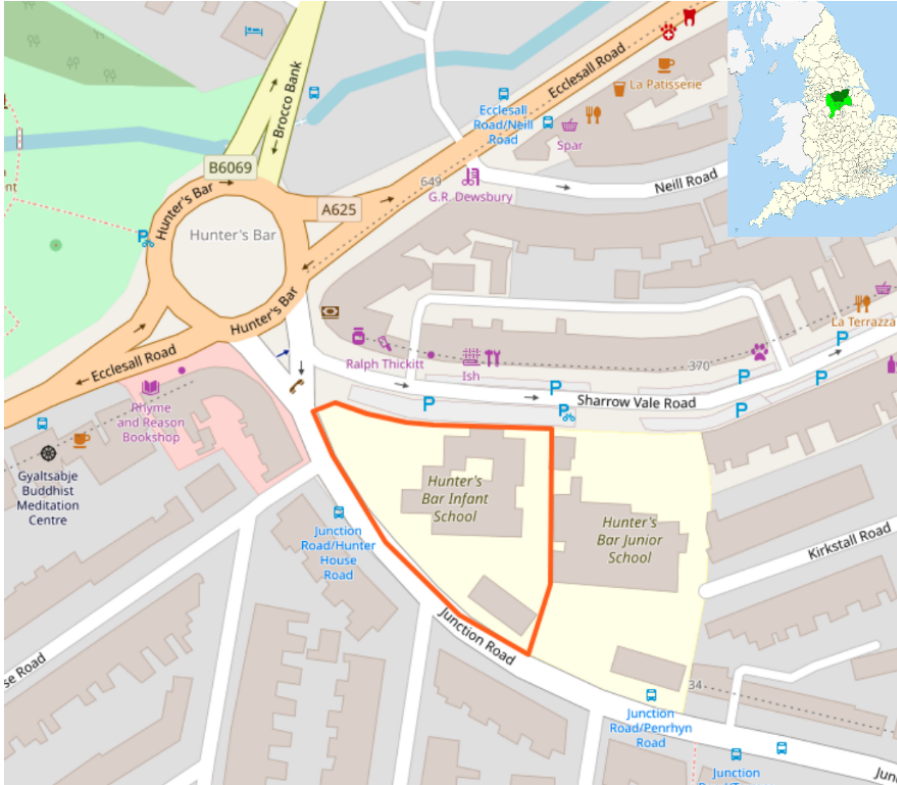 Ecclesall Road
La Patisserie
Brocco Bank
Ecclesall
Road/Neill
Road
Spar
B6069
649
Neill Road
Hunter's Bar
G.R. Dewsbury
A625
Hunter's Bar
P
Hunter's Bar
La Terrazza
Ralph Thickitt
Ish
370
P
Ecclesall Road
P
P
P
P
P
P
Sharrow Vale Road
Rhyme
and Reason
Bookshop
Gyaltsabje
Buddhist
Meditation
Centre
Hunter's
Bar Infant
School
Hunter's
Bar Junior
School
Junction
Road/Hunter
House
Road
Kirkstall Road
Junction Road
se Road
34
Junction
Road/Penrhyn
Road
Junction
Jun